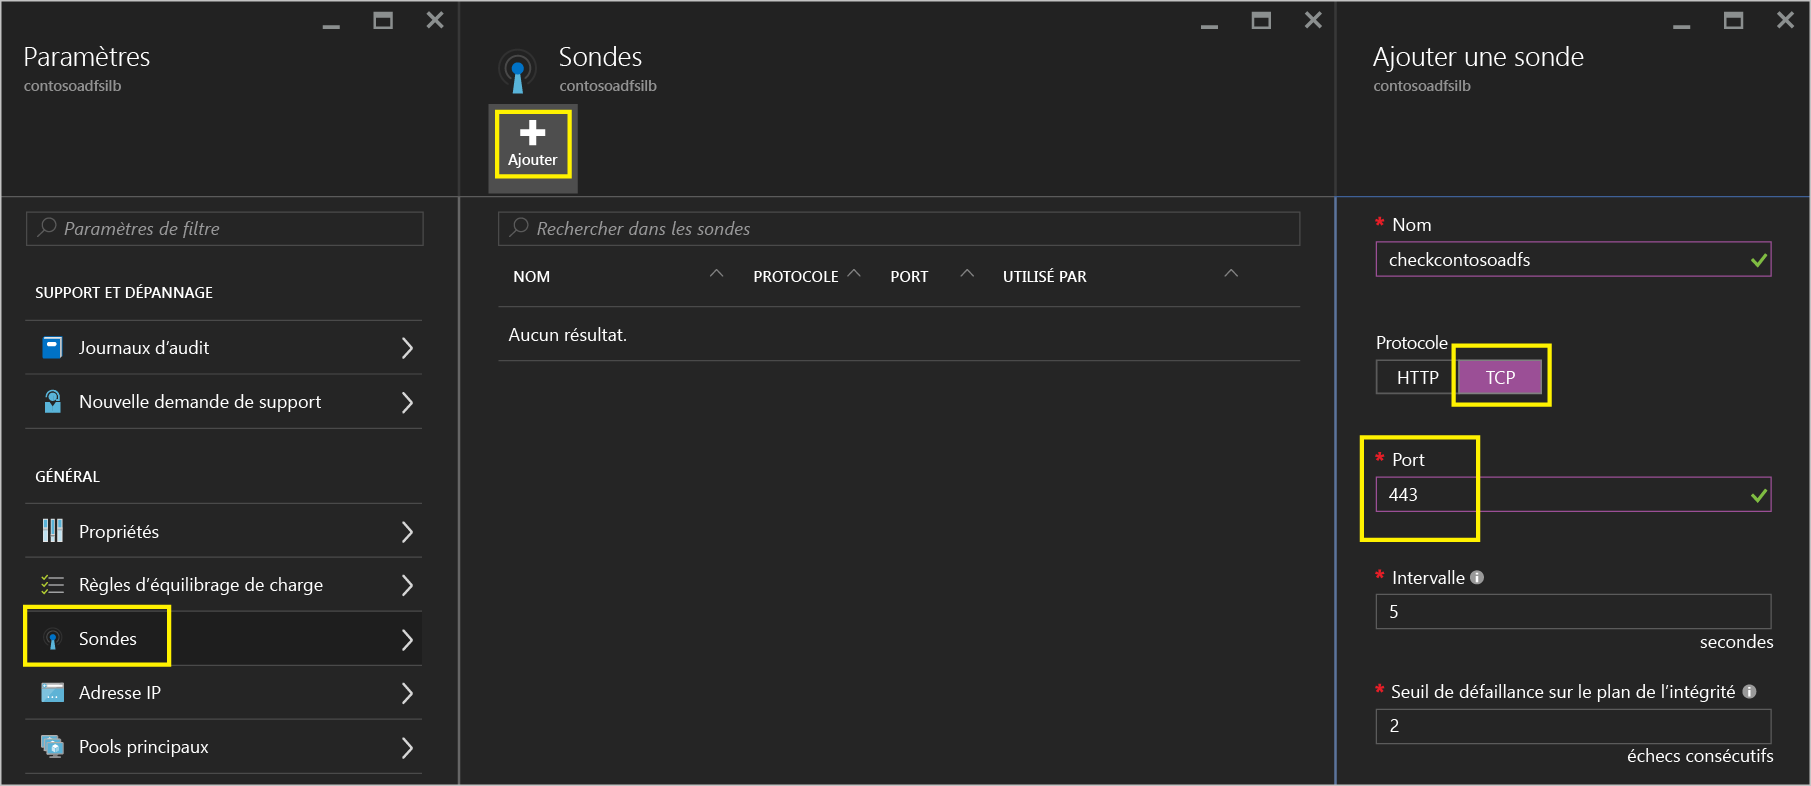 Paramètres
contosoadfsilb
Paramètres de filtre
SUPPORT ET DÉPANNAGE
Journaux d'audit
Nouvelle demande de support
GÉNÉRAL
Propriétés
Règles d'équilibrage de charge
Sondes
Adresse IP
Pools principaux
Sondes
contosoadfsilb
Ajouter
Rechercher dans les sondes
NOM PROTOCOLE PORT UTILISÉ PAR
Aucun résultat.
Ajouter une sonde
contosoadfsilb
* Nom
checkcontosoadfs
Protocole
HTTP TCP
* Port
443
* Intervalle
5
secondes
* Seuil de défaillance sur le plan de l'intégrité
2
échecs consécutifs